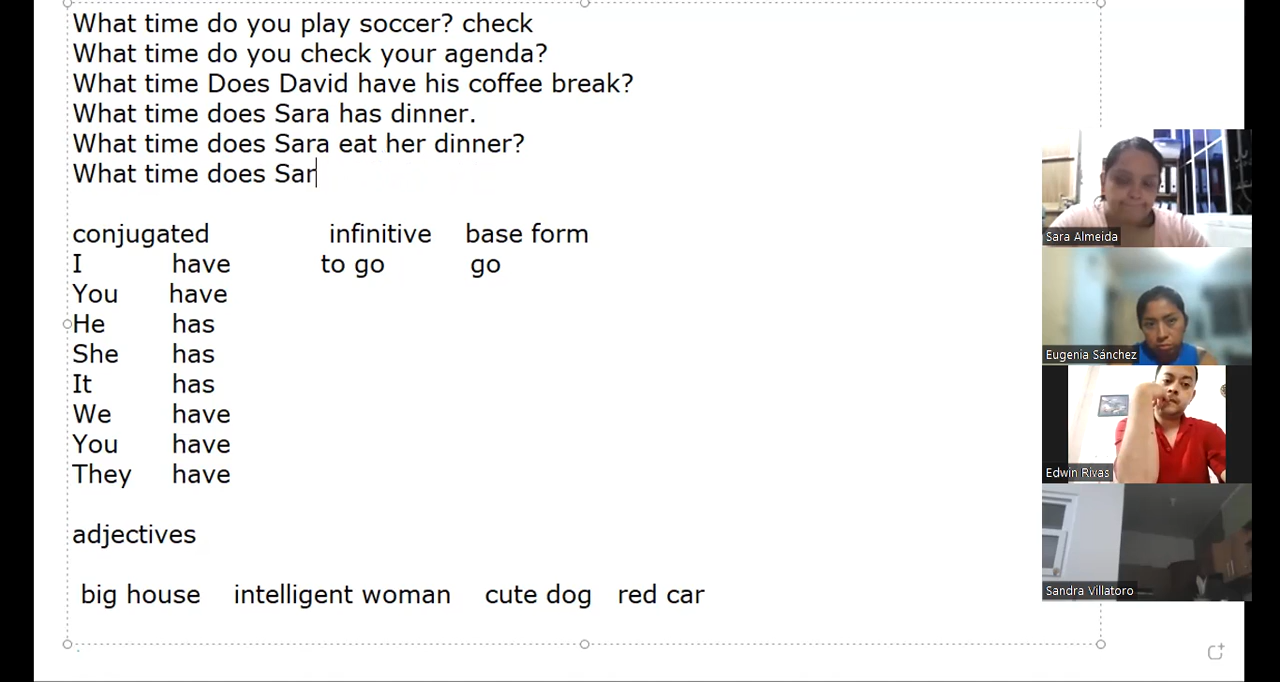 What time do you play soccer? check
What time do you check your agenda?
What time Does David have his coffee break?
What time does Sara has dinner.
What time does Sara eat her dinner?
What time does Sar
conjugated infinitive base form
I have to go go
You have
He has
She has
It has
We have
You have
They have
adjectives
big house intelligent woman cute dog red car
Sara Almeida
Eugenia Sánchez
Edwin Rivas
Sandra Villatoro